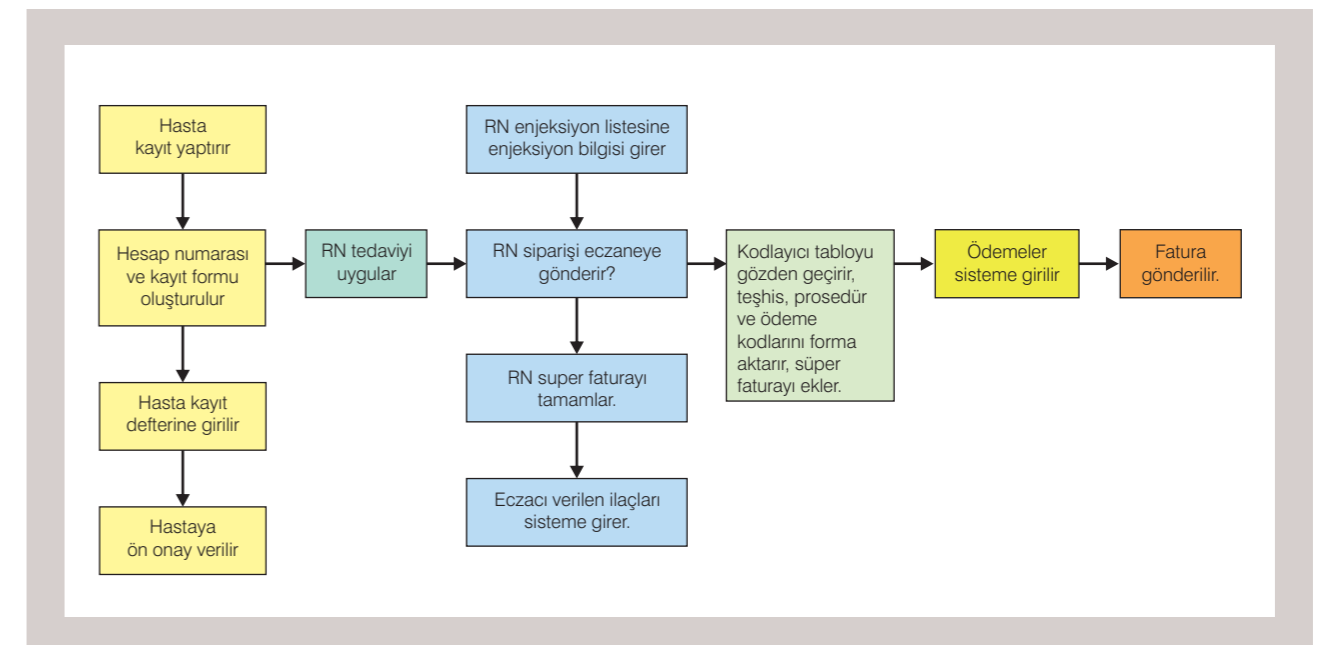 Hasta
kayıt yaptırır
Hesap numarası
ve kayıt formu
oluşturulur
Hasta kayıt
defterine girilir
Hastaya
ön onay verilir
RN tedaviyi
uygular
RN enjeksiyon listesine
enjeksiyon bilgisi girer
RN siparişi eczaneye
gönderir?
RN super faturayı
tamamlar.
Eczacı verilen ilaçları
sisteme girer.
Kodlayıcı tabloyu
gözden geçirir,
teşhis, prosedür
ve ödeme
kodlarını forma
aktarır, süper
faturayı ekler.
Ödemeler
sisteme girilir
Fatura
gönderilir.